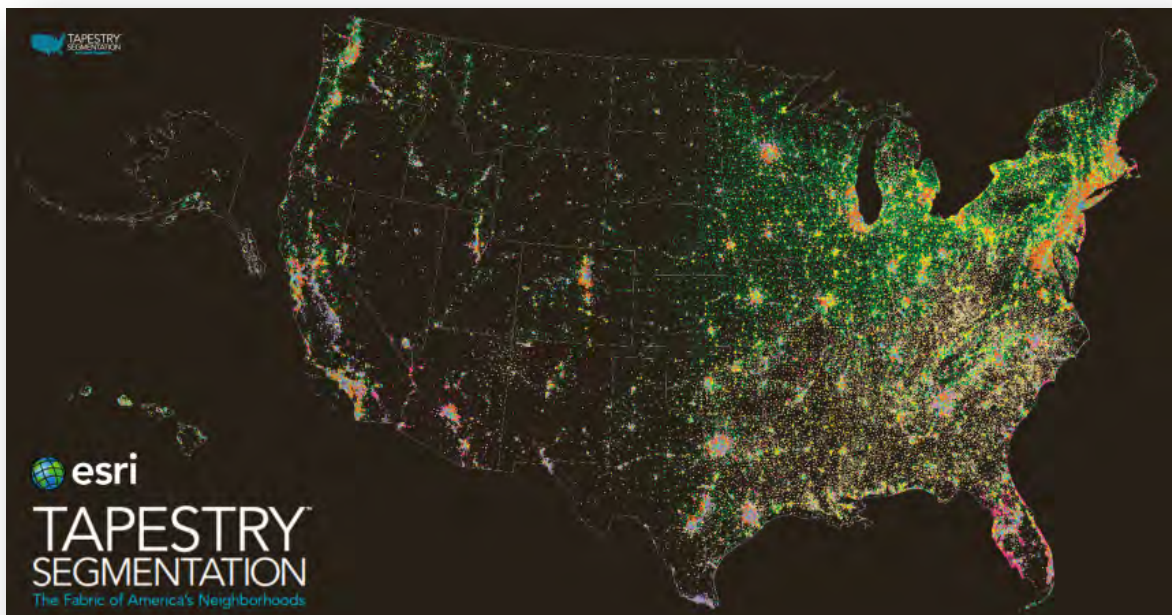 TAPESTRY
SEGMENTATION
esri
TAPESTRY™
SEGMENTATION
The Fabric of America's Neighborhoods